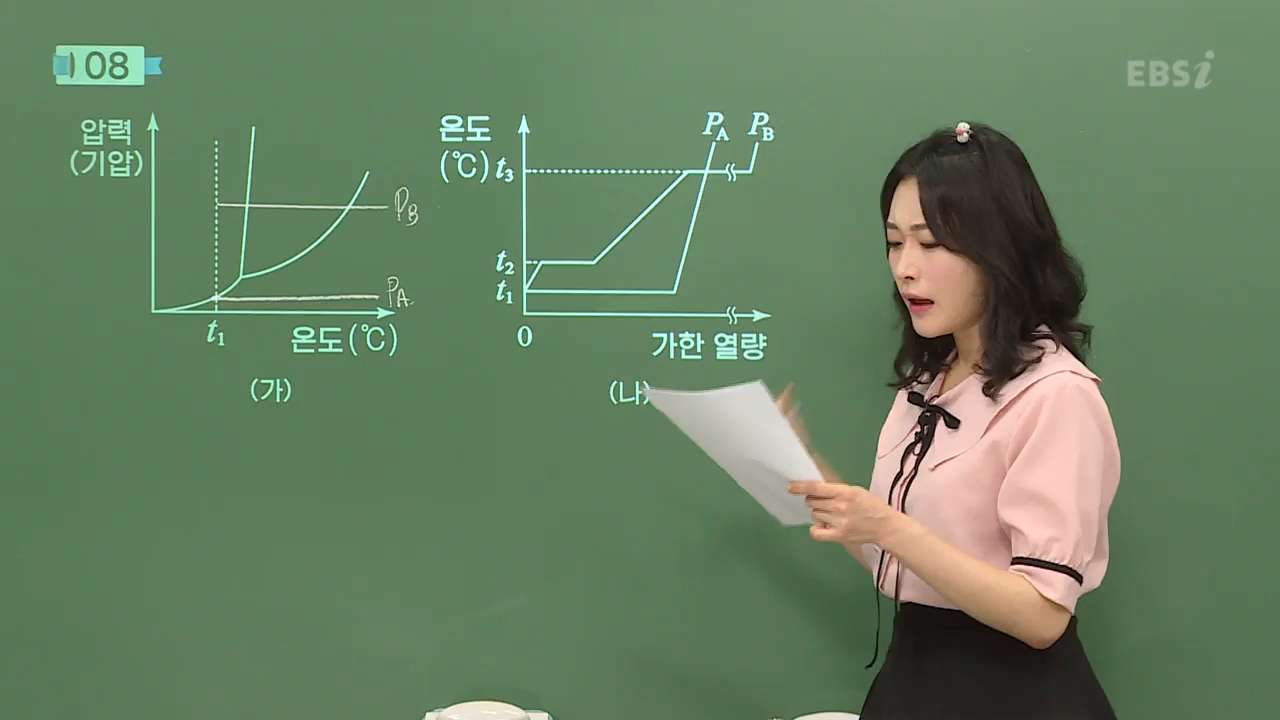 08
EBSi
압력
(기압)
P_B
P_A
t₁
온도(℃)
(가)
온도
(℃)
t₃
t₂
t₁
0
P_A
P_B
가한 열량
(나)